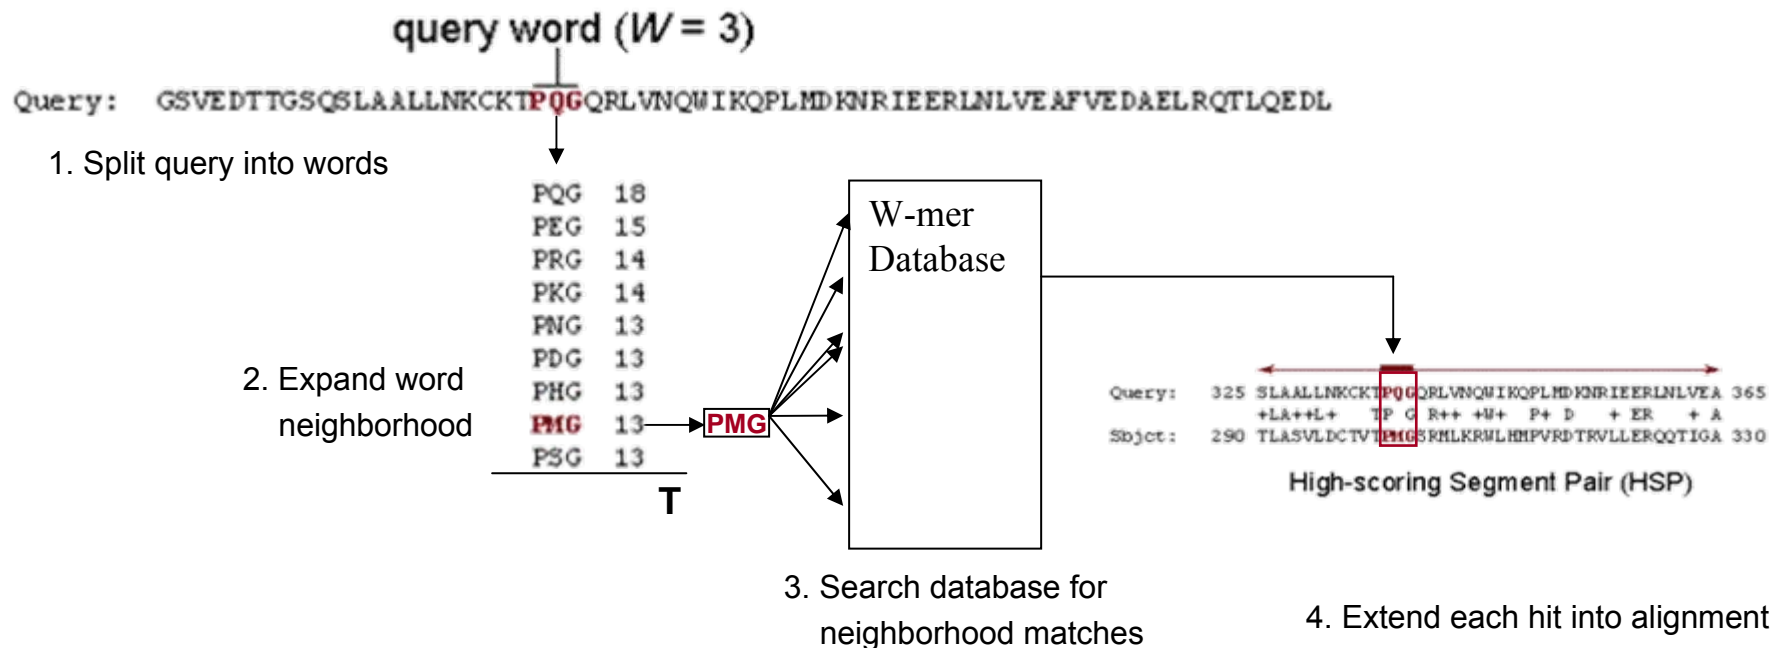 query word (W = 3)
Query: GSVEDTTGSQSLAALLNKCKTPQGQRLVNQWIKQPLMDKNRIEERLNLVEAFVEDAELRQTLQEDL
1. Split query into words
PQG 18
PEG 15
PRG 14
PKG 14
PNG 13
PDG 13
PHG 13
PMG 13
PSG 13
T
2. Expand word
neighborhood
PMG
W-mer
Database
3. Search database for
neighborhood matches
Query: 325 SLAALLNKCKTPQGQRLVNQWIKQPLMDKNRIEERLNLVEA 365
+LA++L+ TP G R++ +W+ P+ D + ER + A
Sbjct: 290 TLASVLDCTVTPMGSRMLKRWLHMPVRDTRVLLERQQTIGA 330
High-scoring Segment Pair (HSP)
4. Extend each hit into alignment